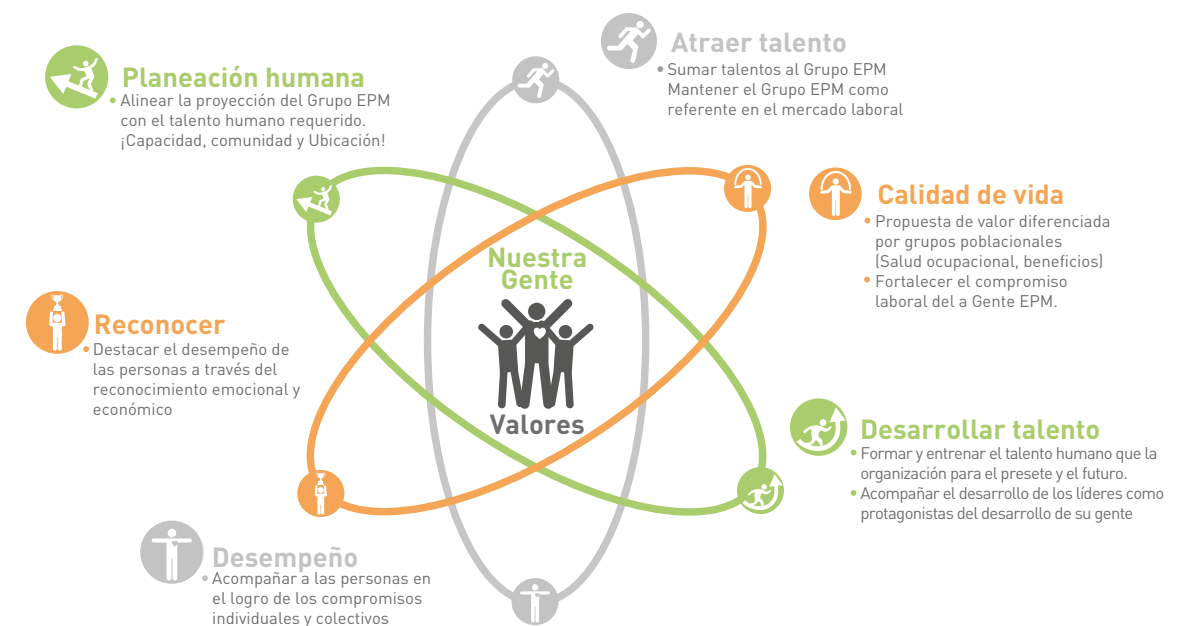 Atraer talento
• Sumar talentos al Grupo EPM
Mantener el Grupo EPM como
referente en el mercado laboral
Planeación humana
• Alinear la proyección del Grupo EPM
con el talento humano requerido.
¡Capacidad, comunidad y Ubicación!
Calidad de vida
• Propuesta de valor diferenciada
por grupos poblacionales
(Salud ocupacional, beneficios)
• Fortalecer el compromiso
laboral del a Gente EPM.
Nuestra
Gente
Valores
Reconocer
• Destacar el desempeño de
las personas a través del
reconocimiento emocional y
económico
Desarrollar talento
• Formar y entrenar el talento humano que la
organización para el presete y el futuro.
• Acompañar el desarrollo de los líderes como
protagonistas del desarrollo de su gente
Desempeño
• Acompañar a las personas en
el logro de los compromisos
individuales y colectivos